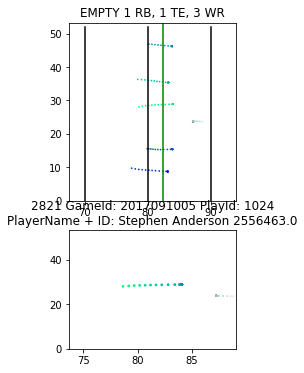 EMPTY 1 RB, 1 TE, 3 WR
50
40
30
20
10
0
70 80 90
2821 GameId: 2017091005 PlayId: 1024
PlayerName + ID: Stephen Anderson 2556463.0
40
20
0
75 80 85